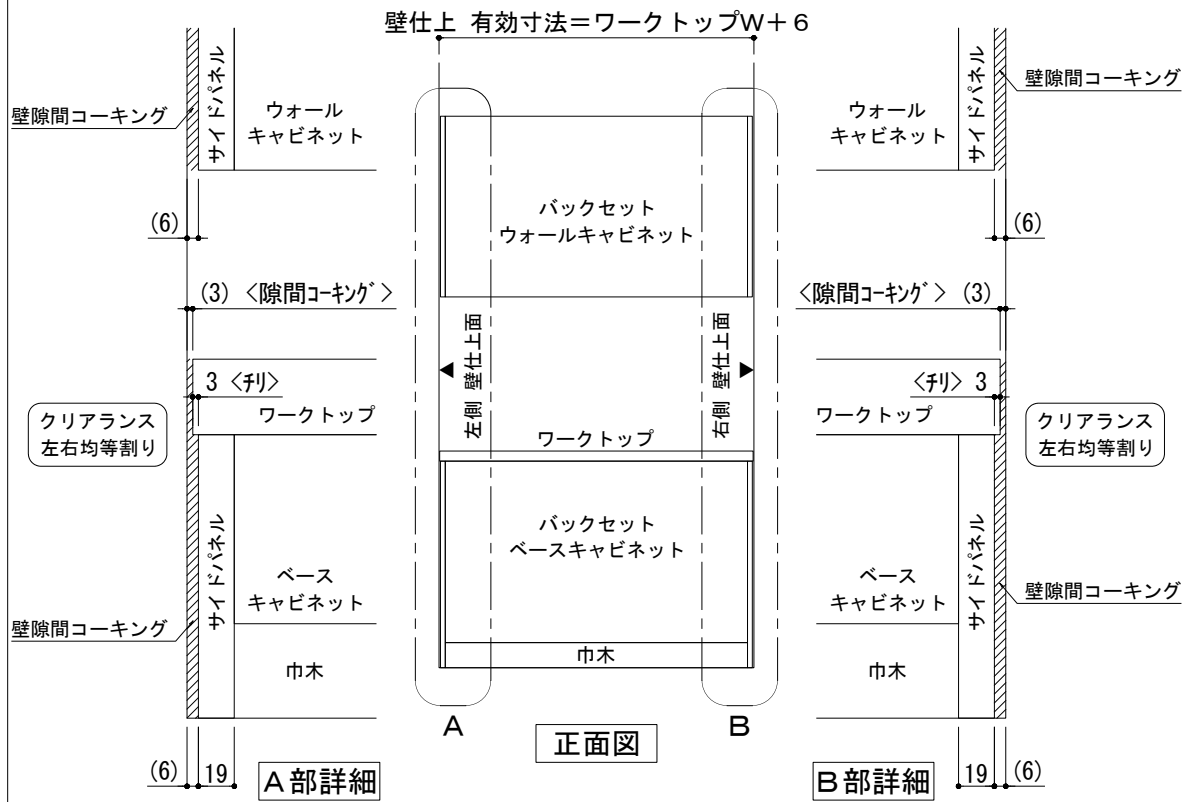 壁仕上 有効寸法＝ワークトップW＋6
壁隙間コーキング
サイドパネル
ウォール
キャビネット
(6)
(3) <隙間ｺｰｷﾝｸﾞ>
3 <ﾁﾘ>
ワークトップ
クリアランス
左右均等割り
サイドパネル
ベース
キャビネット
壁隙間コーキング
巾木
(6) 19
A部詳細
バックセット
ウォールキャビネット
左側 壁仕上面
右側 壁仕上面
ワークトップ
バックセット
ベースキャビネット
巾木
A
B
正面図
ウォール
キャビネット
サイドパネル
壁隙間コーキング
(6)
<隙間ｺｰｷﾝｸﾞ> (3)
<ﾁﾘ> 3
ワークトップ
クリアランス
左右均等割り
ベース
キャビネット
サイドパネル
壁隙間コーキング
巾木
B部詳細
19 (6)